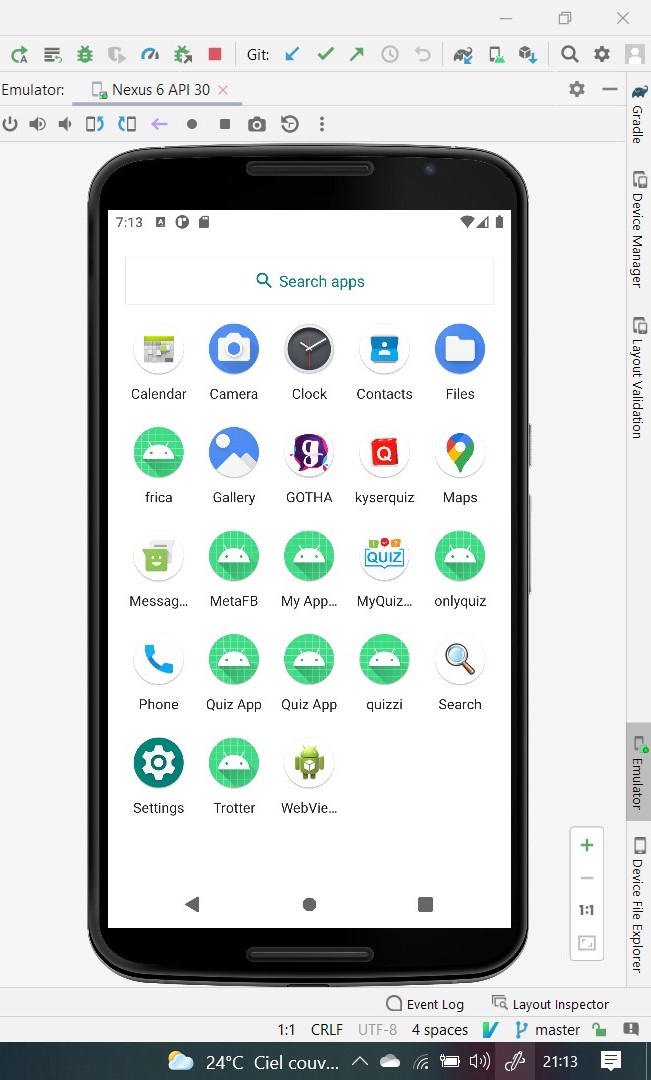 Git:
Emulator: Nexus 6 API 30
7:13
Search apps
Calendar Camera Clock Contacts Files
frica Gallery GOTHA kyserquiz Maps
QUIZ
Messag... MetaFB My App... MyQuiz... onlyquiz
Phone Quiz App Quiz App quizzi Search
Settings Trotter WebVie...
1:1
Gradle
Device Manager
Layout Validation
Emulator
Device File Explorer
Event Log Layout Inspector
1:1 CRLF UTF-8 4 spaces master
24°C Ciel couv... 21:13